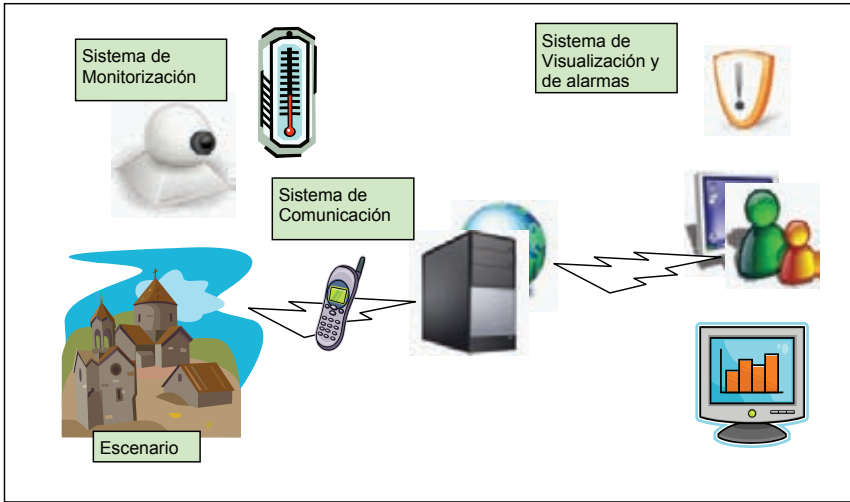 Sistema de
Monitorización
Sistema de
Visualización y
de alarmas
Sistema de
Comunicación
Escenario